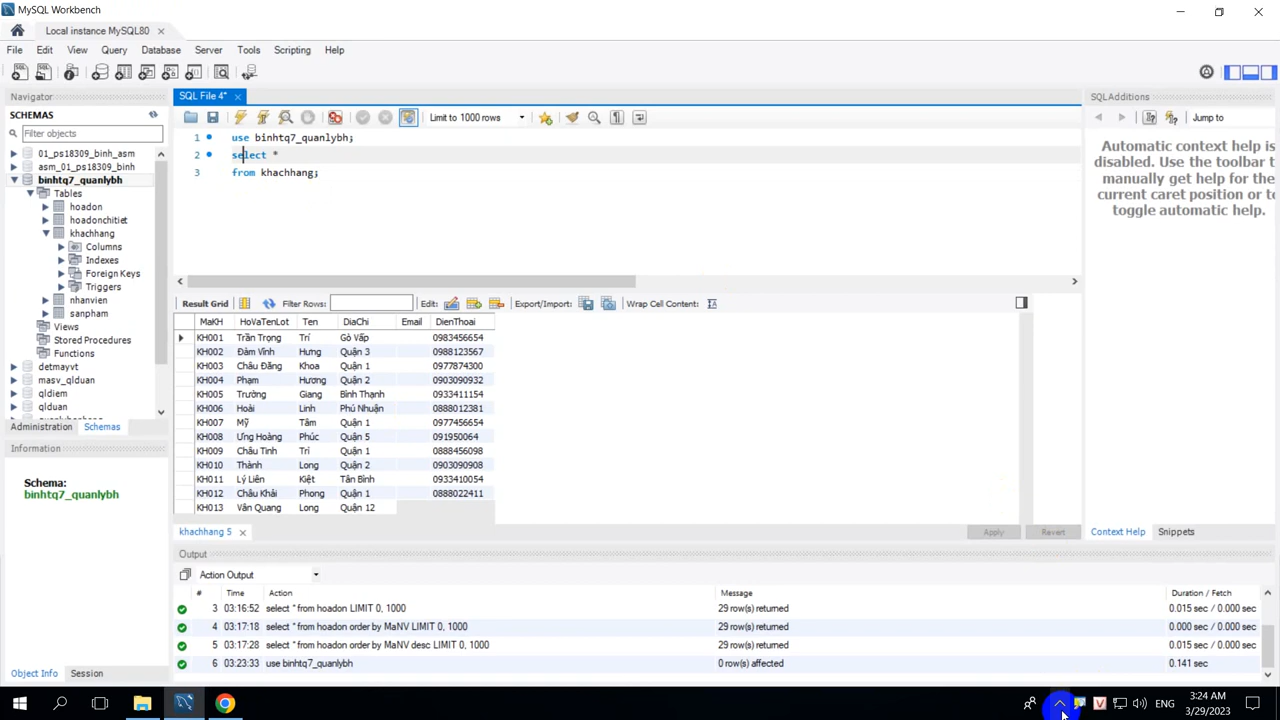 MySQL Workbench
Local instance MySQL80
File Edit View Query Database Server Tools Scripting Help
Navigator
SCHEMAS
Filter objects
01_ps18309_binh_asm
asm_01_ps18309_binh
binhtq7_quanlybh
Tables
hoadon
hoadonchitiet
khachhang
Columns
Indexes
Foreign Keys
Triggers
nhanvien
sanpham
Views
Stored Procedures
Functions
detmayvt
masv_qlduan
qldiem
qlduan
Administration Schemas
Information
Schema:
binhtq7_quanlybh
Object Info Session
SQL File 4*
Limit to 1000 rows
1 use binhtq7_quanlybh;
2 select *
3 from khachhang;
Result Grid Filter Rows: Edit: Export/Import: Wrap Cell Content:
MaKH HoVaTenLot Ten DiaChi Email DienThoai
KH001 Trần Trọng Trí Gò Vấp 0983456654
KH002 Đàm Vĩnh Hưng Quận 3 0988123567
KH003 Châu Đăng Khoa Quận 1 0977874300
KH004 Phạm Hương Quận 2 0903090932
KH005 Trường Giang Bình Thạnh 0933411154
KH006 Hoài Linh Phú Nhuận 0888012381
KH007 Mỹ Tâm Quận 1 0977456654
KH008 Ưng Hoàng Phúc Quận 5 091950064
KH009 Châu Tinh Trì Quận 1 0888456098
KH010 Thành Long Quận 2 0903090908
KH011 Lý Liên Kiệt Tân Bình 0933410054
KH012 Châu Khải Phong Quận 1 0888022411
KH013 Văn Quang Long Quận 12
khachhang 5
Apply Revert
SQLAdditions
Jump to
Automatic context help is
disabled. Use the toolbar t
manually get help for the
current caret position or to
toggle automatic help.
Context Help Snippets
Output
Action Output
# Time Action Message Duration / Fetch
3 03:16:52 select * from hoadon LIMIT 0, 1000 29 row(s) returned 0.015 sec / 0.000 sec
4 03:17:18 select * from hoadon order by MaNV LIMIT 0, 1000 29 row(s) returned 0.000 sec / 0.000 sec
5 03:17:28 select * from hoadon order by MaNV desc LIMIT 0, 1000 29 row(s) returned 0.015 sec / 0.000 sec
6 03:23:33 use binhtq7_quanlybh 0 row(s) affected 0.141 sec
ENG
3:24 AM
3/29/2023